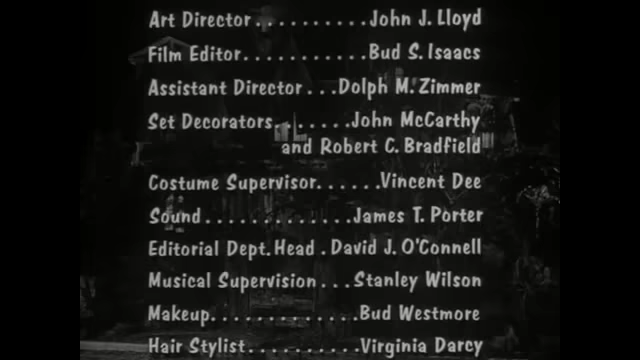 Art Director..........John J. Lloyd
Film Editor...........Bud S. Isaacs
Assistant Director...Dolph M. Zimmer
Set Decorators.......John McCarthy
and Robert C. Bradfield
Costume Supervisor......Vincent Dee
Sound.............James T. Porter
Editorial Dept. Head.David J. O'Connell
Musical Supervision...Stanley Wilson
Makeup.............Bud Westmore
Hair Stylist..........Virginia Darcy